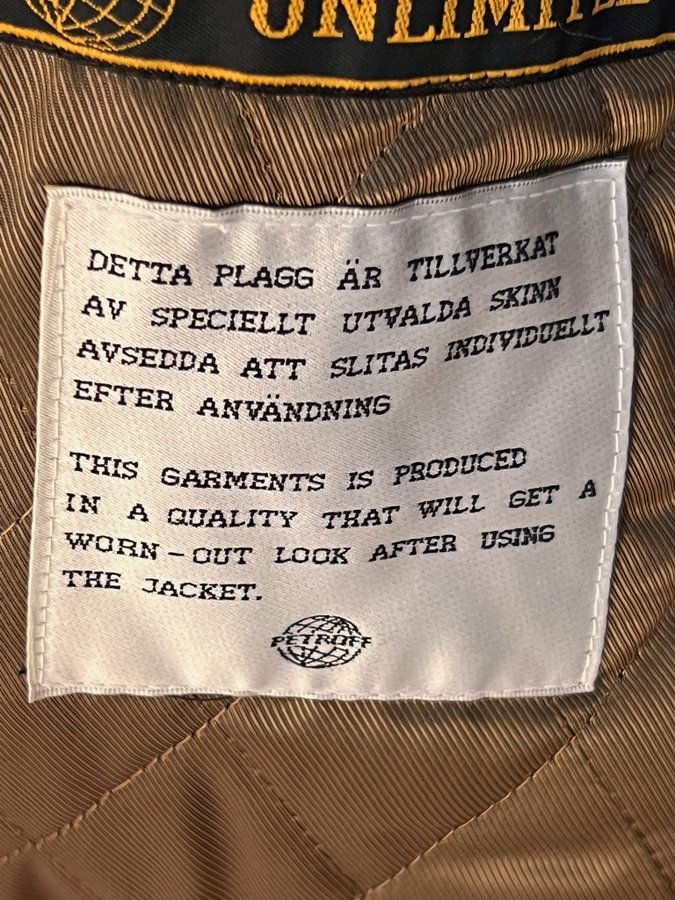 DETTA PLAGG ÄR TILLVERKAT
AV SPECIELLT UTVALDA SKINN
AVSEDDA ATT SLITAS INDIVIDUELLT
EFTER ANVÄNDNING
THIS GARMENTS IS PRODUCED
IN A QUALITY THAT WILL GET A
WORN-OUT LOOK AFTER USING
THE JACKET.
PETROFF